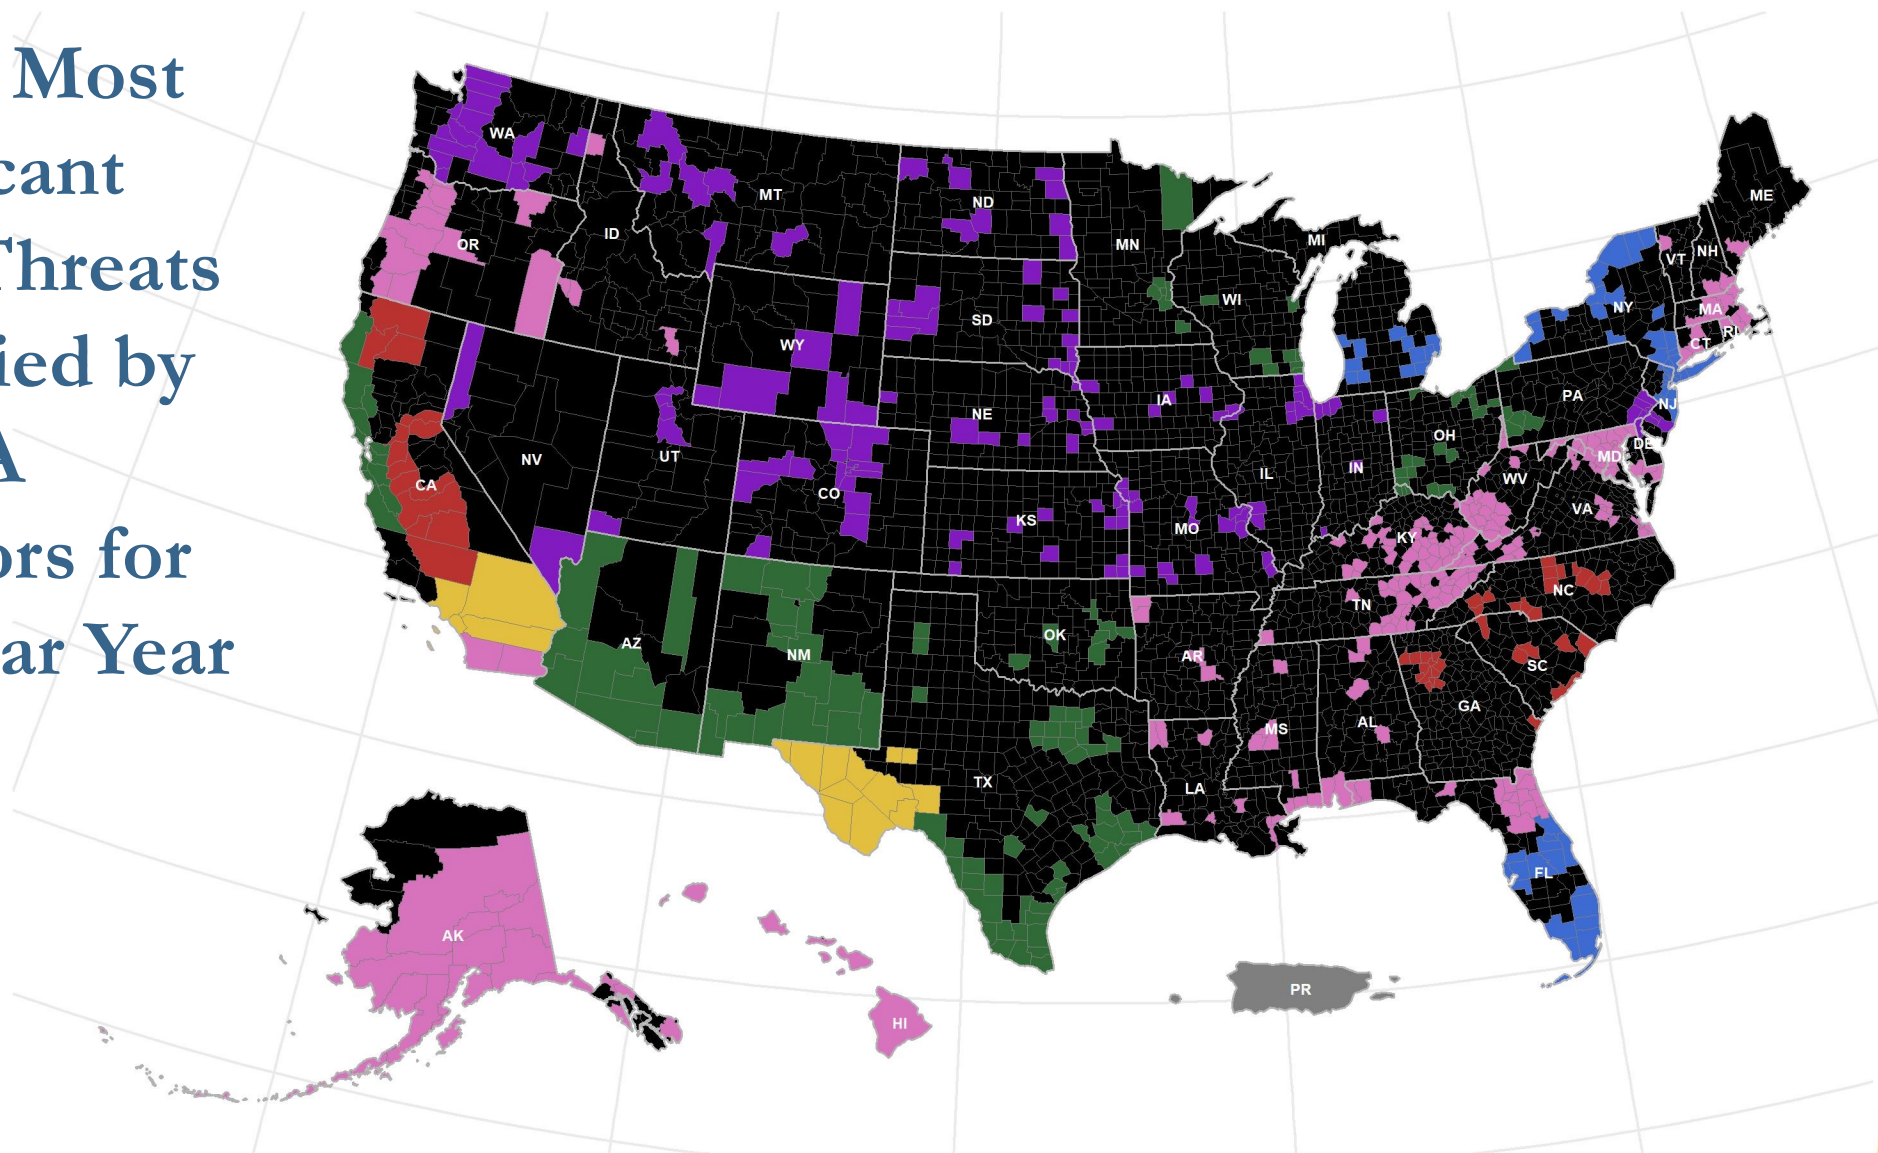 Most
cant
Threats
ied by
A
ors for
ar Year
WA
MT
ND
MN
MI
ME
OR
ID
SD
WI
VT
NH
NY
MA
RI
CT
WY
NE
IA
PA
NJ
NV
UT
CO
CA
KS
MO
IL
IN
OH
WV
MD
DE
VA
KY
AZ
NM
OK
AR
TN
NC
SC
GA
AL
MS
LA
TX
FL
AK
HI
PR